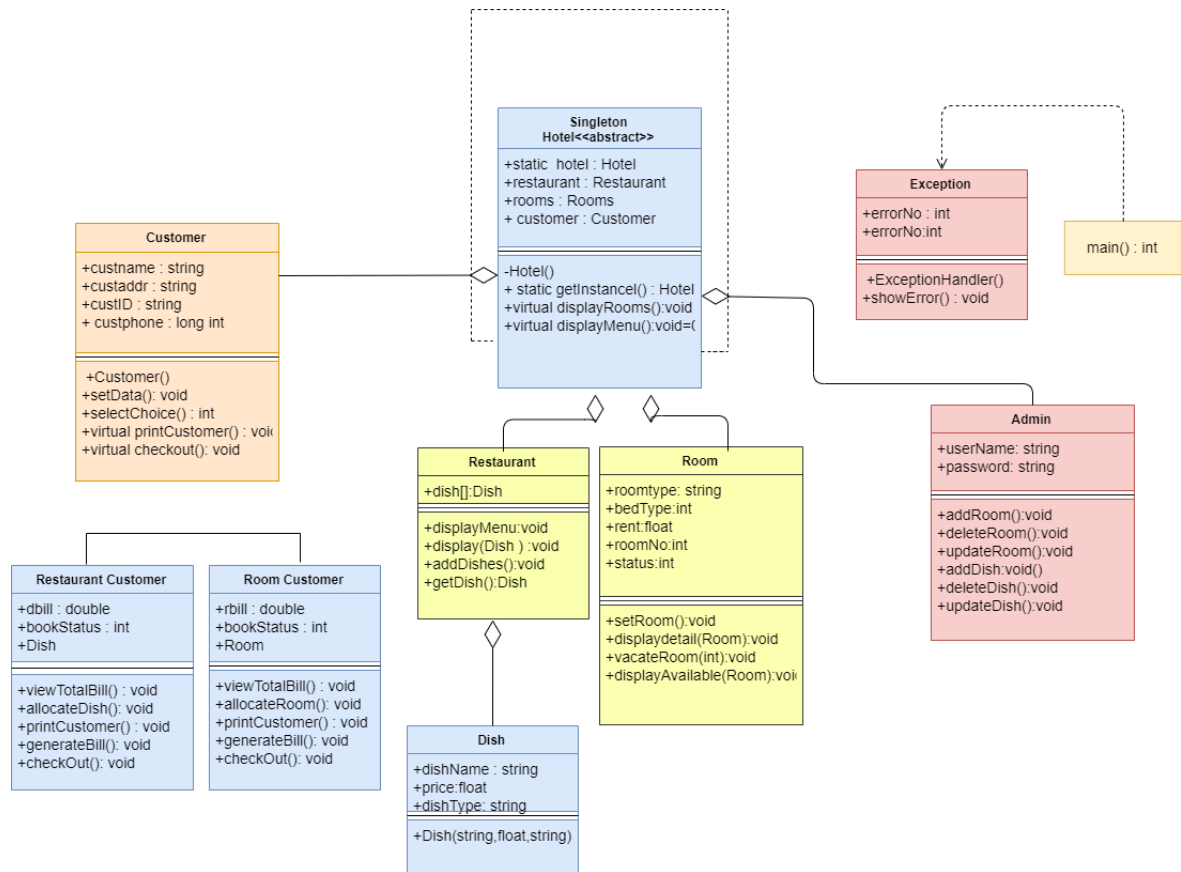 Singleton
Hotel<<abstract>>
+static  hotel : Hotel
+restaurant : Restaurant
+rooms : Rooms
+ customer : Customer
-Hotel()
+ static getInstancel() : Hotel
+virtual displayRooms():void
+virtual displayMenu():void=(
Exception
+errorNo : int
+errorNo:int
+ExceptionHandler()
+showError() : void
main() : int
Customer
+custname : string
+custaddr : string
+custID : string
+ custphone : long int
+Customer()
+setData(): void
+selectChoice() : int
+virtual printCustomer() : voi
+virtual checkout(): void
Admin
+userName: string
+password: string
+addRoom():void
+deleteRoom():void
+updateRoom():void
+addDish:void()
+deleteDish():void
+updateDish():void
Restaurant
+dish[]:Dish
+displayMenu:void
+display(Dish ) :void
+addDishes():void
+getDish():Dish
Room
+roomtype: string
+bedType:int
+rent:float
+roomNo:int
+status:int
+setRoom():void
+displaydetail(Room):void
+vacateRoom(int):void
+displayAvailable(Room):voi
Restaurant Customer
+dbill : double
+bookStatus : int
+Dish
+viewTotalBill() : void
+allocateDish(): void
+printCustomer() : void
+generateBill(): void
+checkOut(): void
Room Customer
+rbill : double
+bookStatus : int
+Room
+viewTotalBill() : void
+allocateRoom(): void
+printCustomer() : void
+generateBill(): void
+checkOut(): void
Dish
+dishName : string
+price:float
+dishType: string
+Dish(string,float,string)